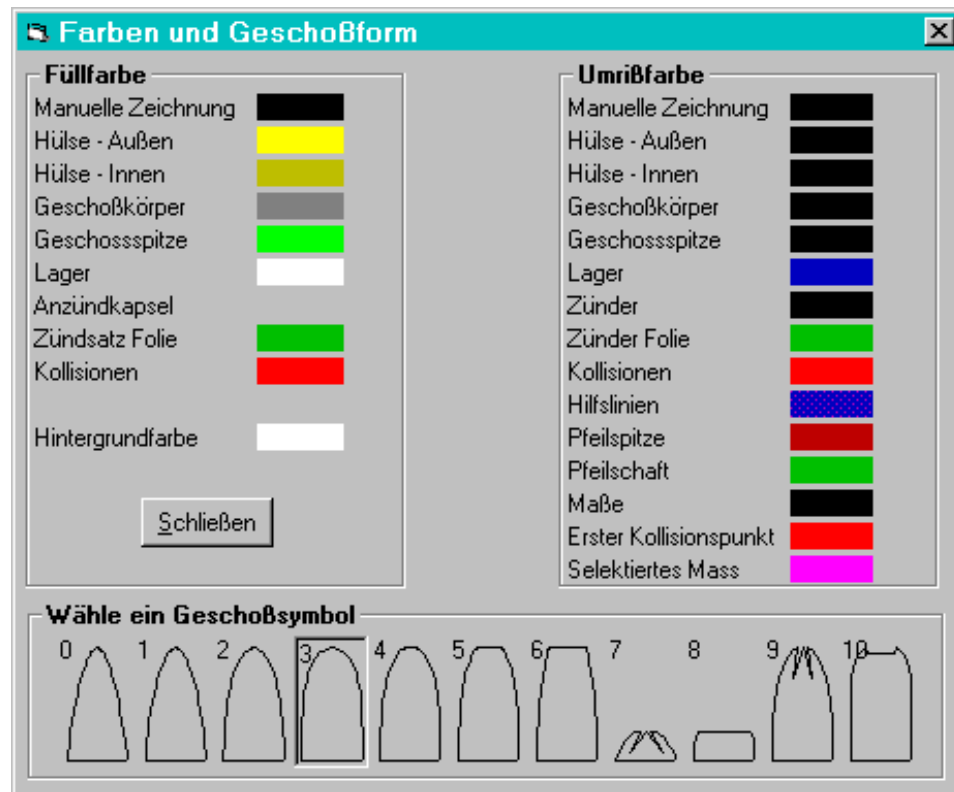 Farben und Geschoßform
Füllfarbe
Manuelle Zeichnung
Hülse - Außen
Hülse - Innen
Geschoßkörper
Geschossspitze
Lager
Anzündkapsel
Zündsatz Folie
Kollisionen
Hintergrundfarbe
Schließen
Umrißfarbe
Manuelle Zeichnung
Hülse - Außen
Hülse - Innen
Geschoßkörper
Geschossspitze
Lager
Zünder
Zünder Folie
Kollisionen
Hilfslinien
Pfeilspitze
Pfeilschaft
Maße
Erster Kollisionspunkt
Selektiertes Mass
Wähle ein Geschoßsymbol
0 1 2 3 4 5 6 7 8 9 10